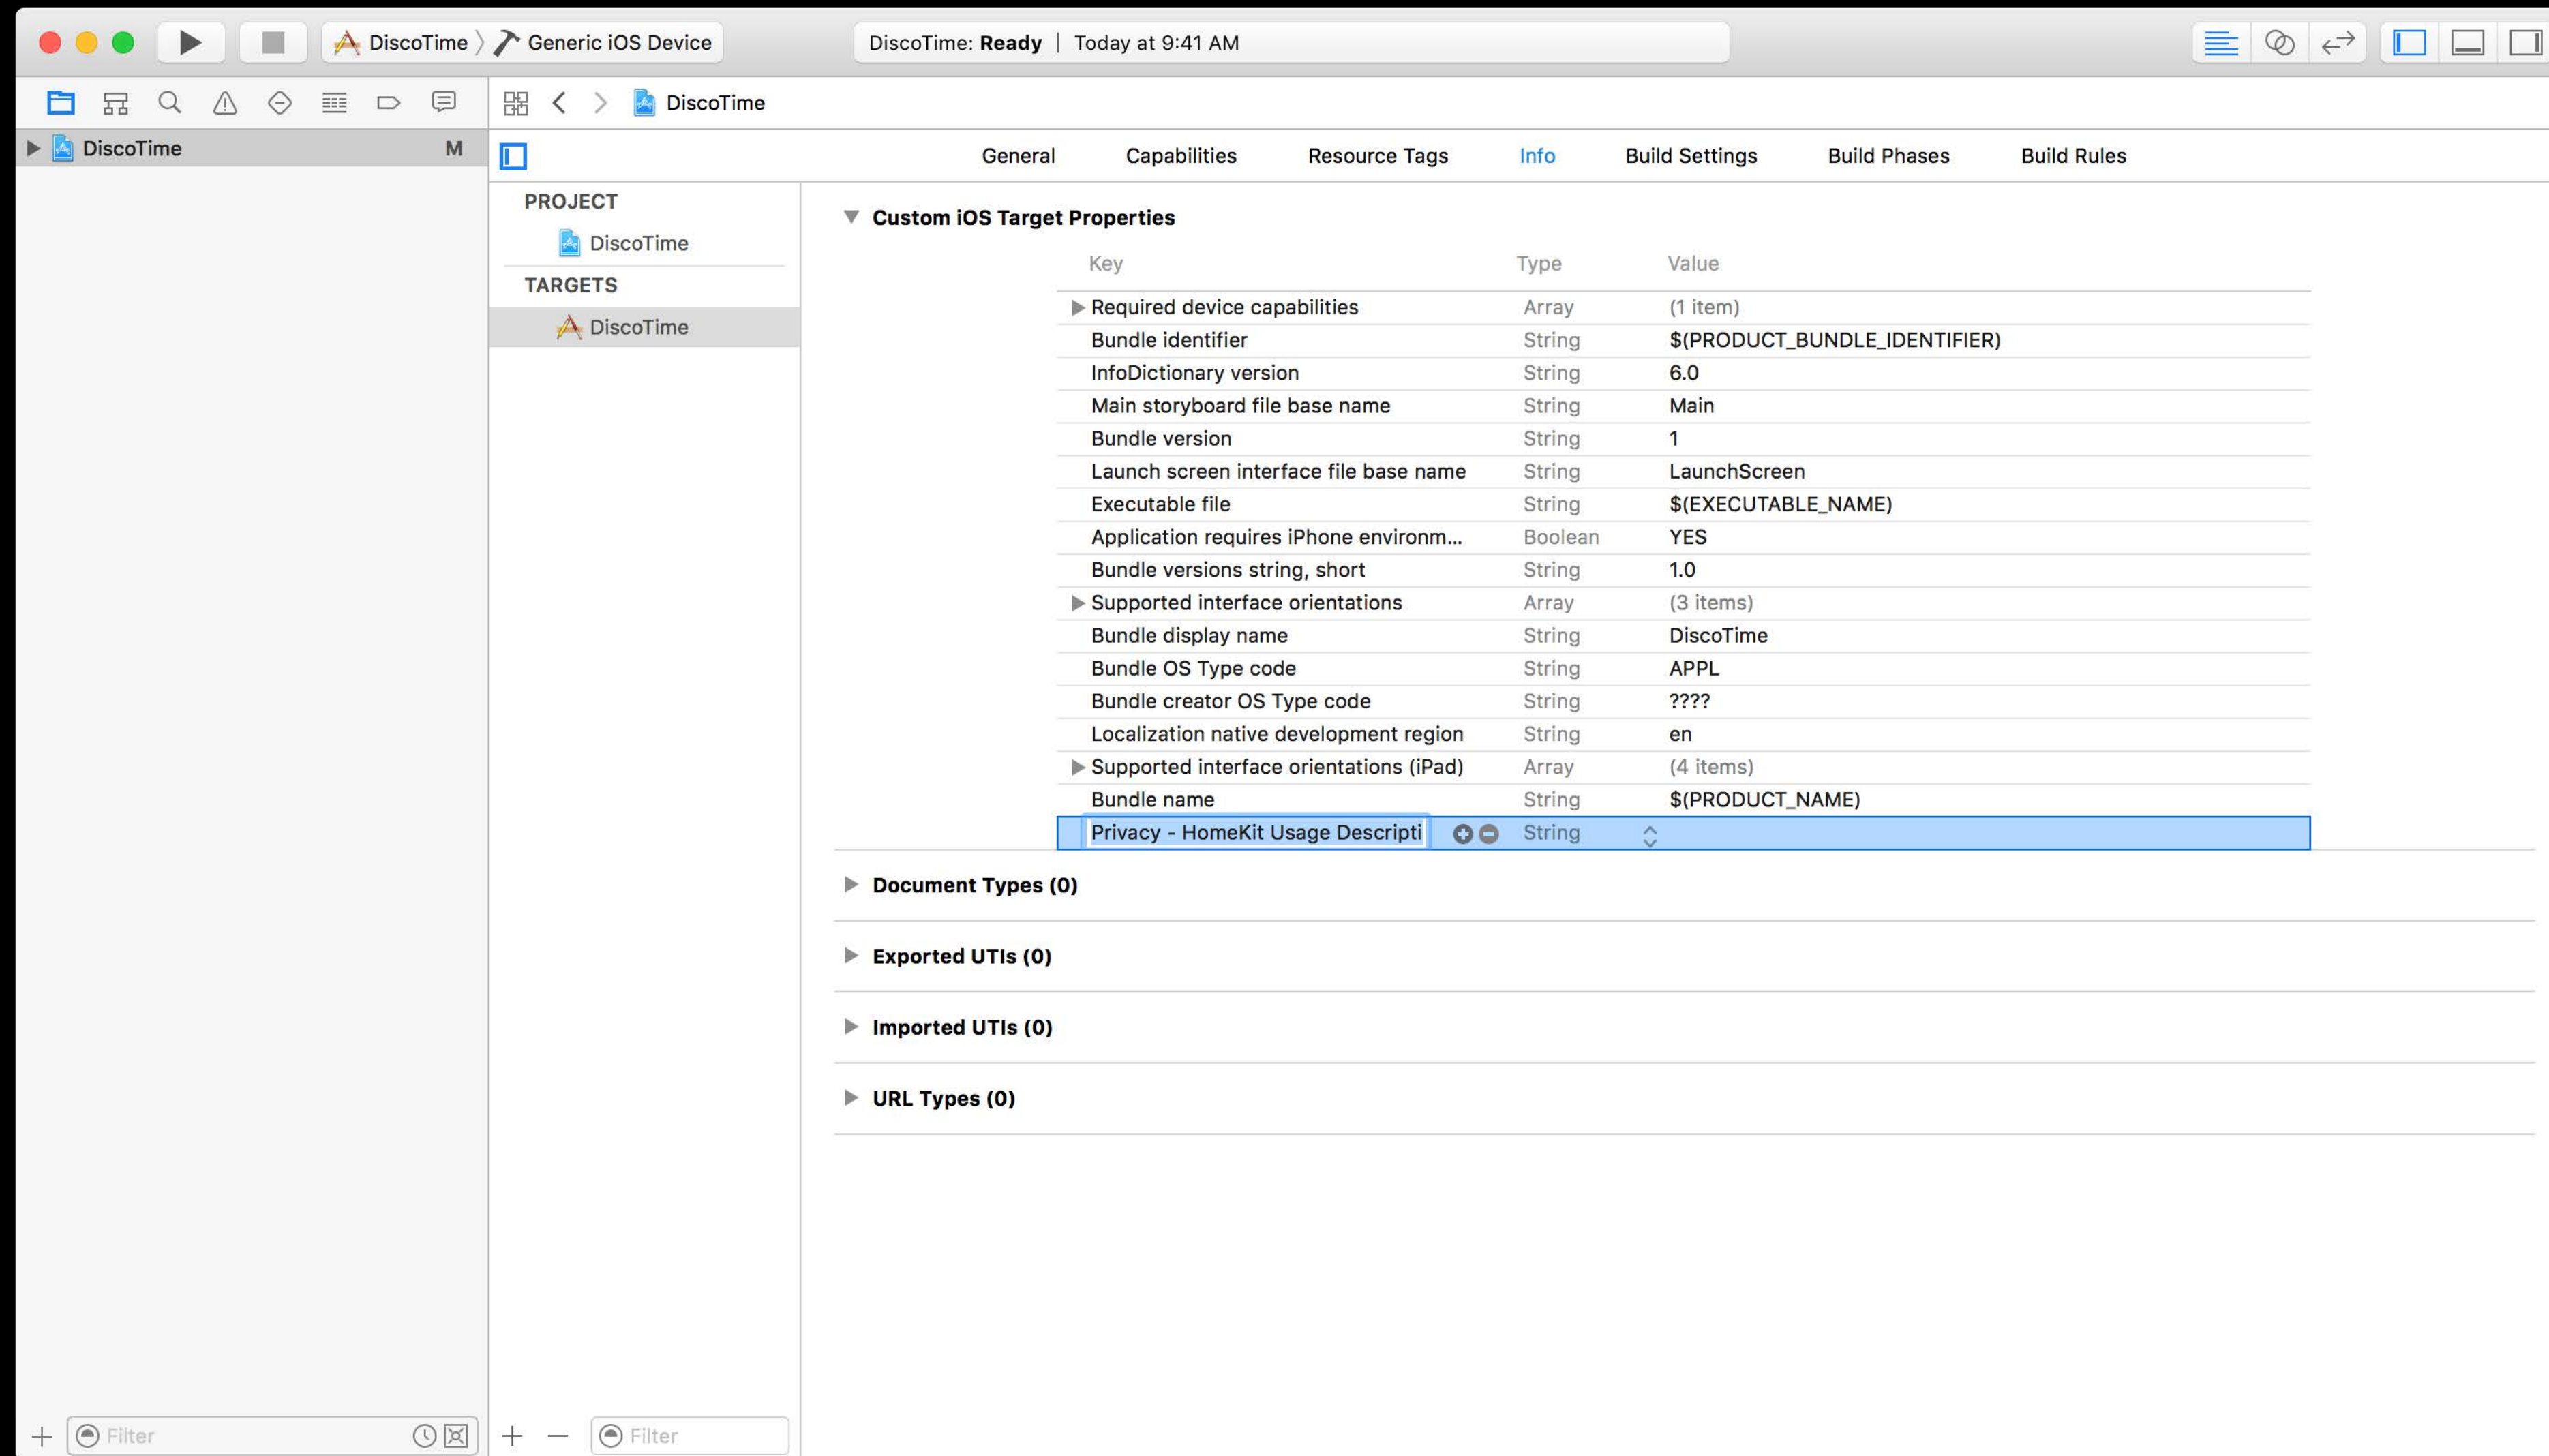 DiscoTime Generic iOS Device DiscoTime: Ready Today at 9:41 AM
DiscoTime
DiscoTime M
General Capabilities Resource Tags Info Build Settings Build Phases Build Rules
PROJECT
DiscoTime
TARGETS
DiscoTime
Custom iOS Target Properties
Key Type Value
Required device capabilities Array (1 item)
Bundle identifier String $(PRODUCT_BUNDLE_IDENTIFIER)
InfoDictionary version String 6.0
Main storyboard file base name String Main
Bundle version String 1
Launch screen interface file base name String LaunchScreen
Executable file String $(EXECUTABLE_NAME)
Application requires iPhone environm... Boolean YES
Bundle versions string, short String 1.0
Supported interface orientations Array (3 items)
Bundle display name String DiscoTime
Bundle OS Type code String APPL
Bundle creator OS Type code String ????
Localization native development region String en
Supported interface orientations (iPad) Array (4 items)
Bundle name String $(PRODUCT_NAME)
Privacy - HomeKit Usage Descripti String
Document Types (0)
Exported UTIs (0)
Imported UTIs (0)
URL Types (0)
Filter Filter